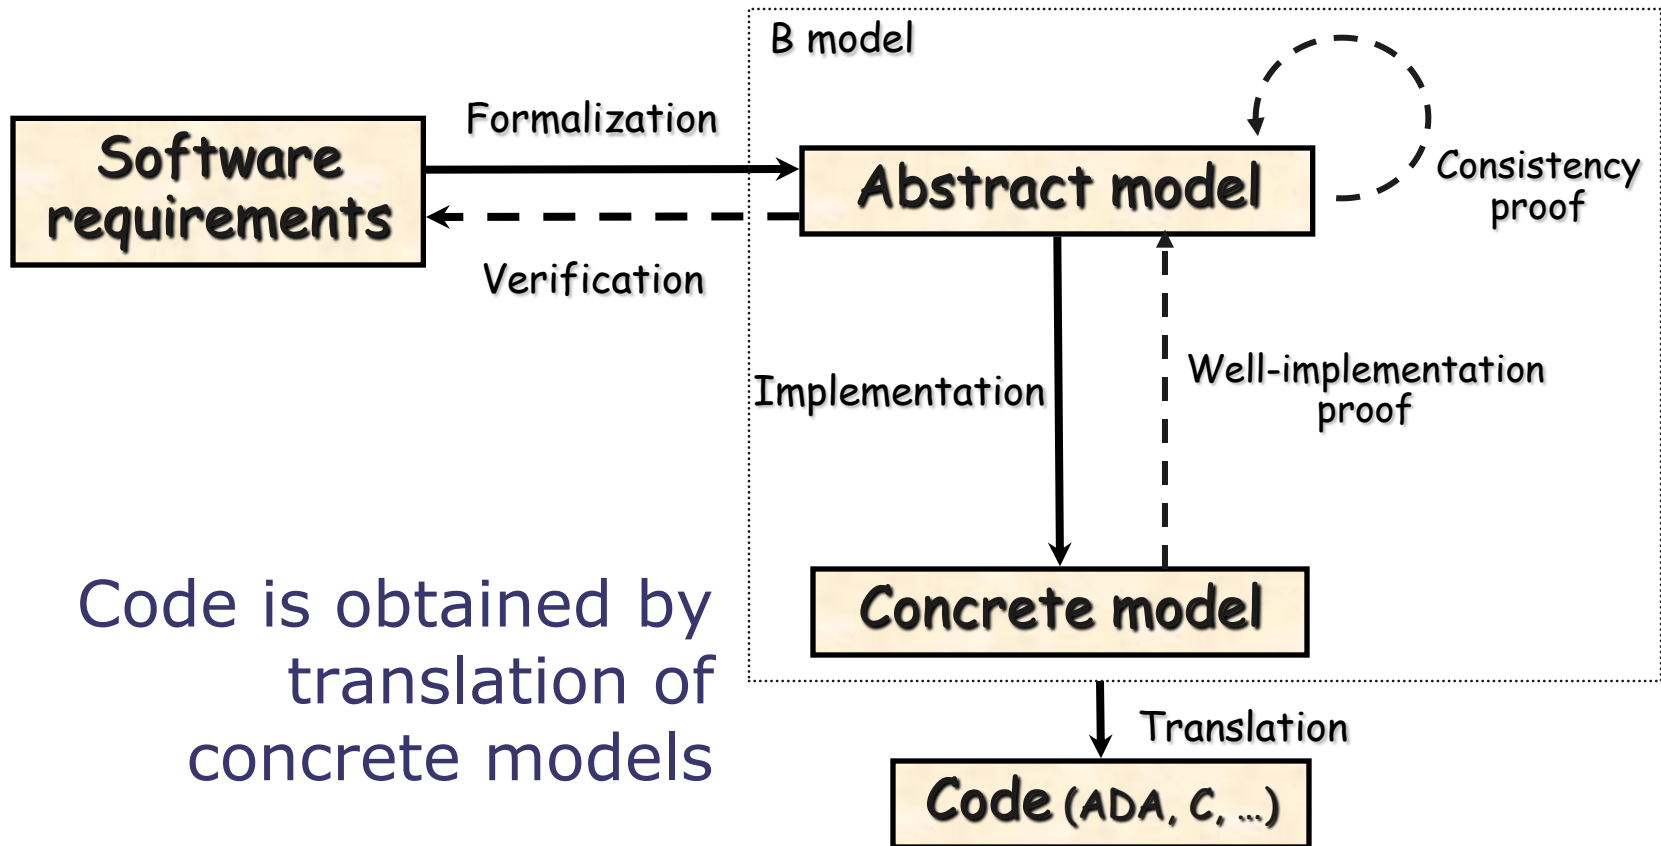 B model
Formalization
Software
requirements
Abstract model
Consistency
proof
Verification
Implementation
Well-implementation
proof
Concrete model
Code is obtained by
translation of
concrete models
Translation
Code (ADA, C, ...)